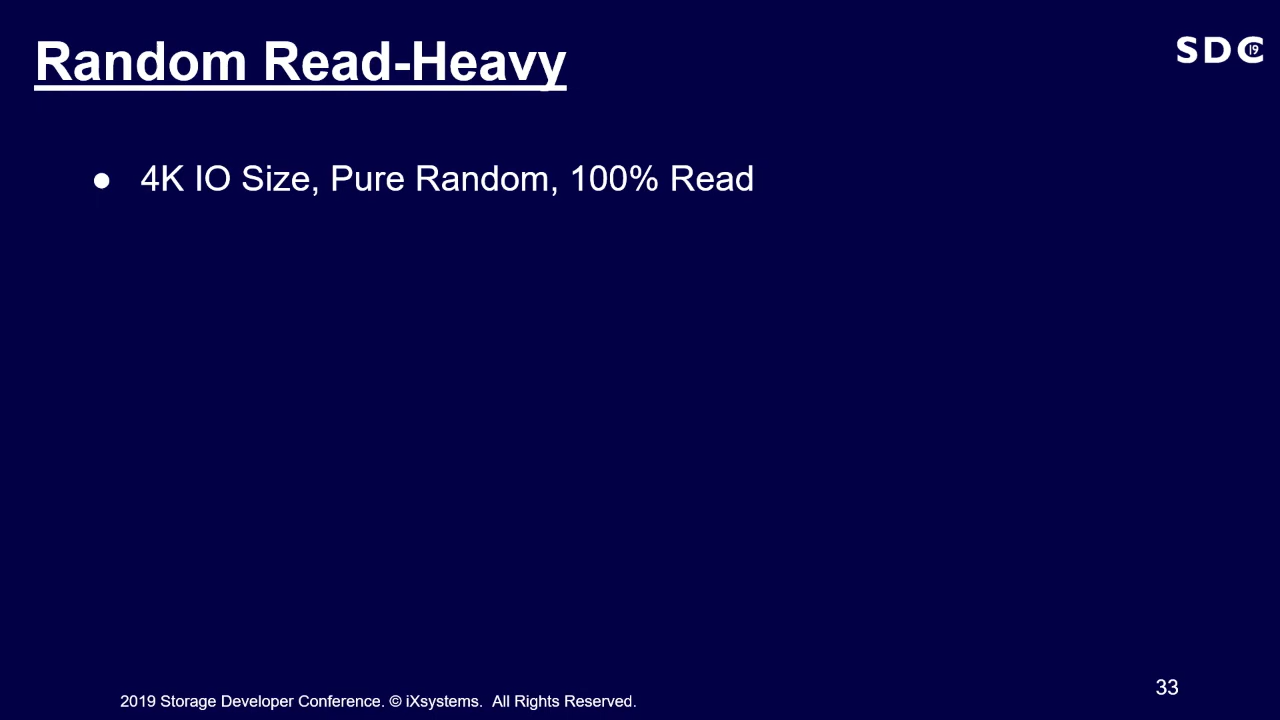 Random Read-Heavy
SDC 19
● 4K IO Size, Pure Random, 100% Read
33
2019 Storage Developer Conference. © iXsystems. All Rights Reserved.